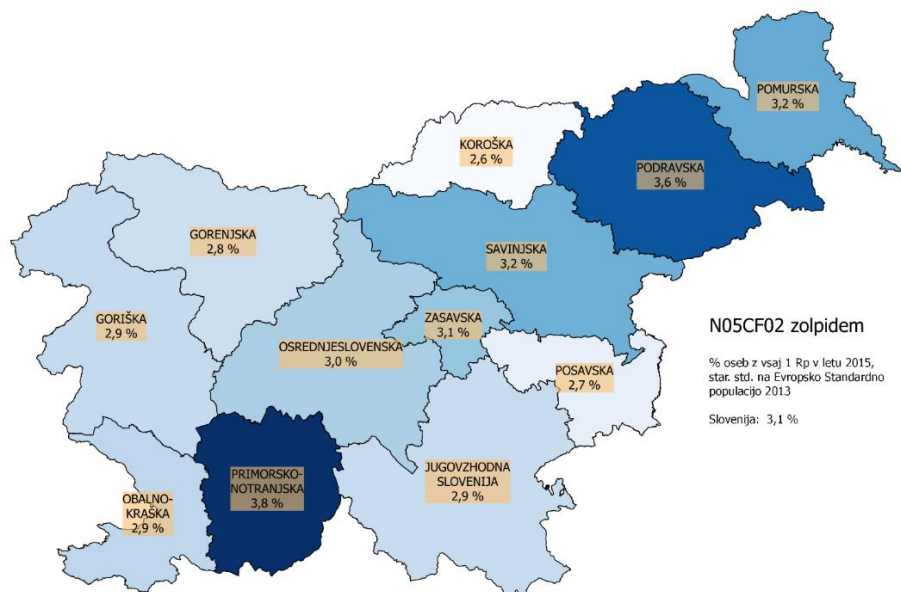 POMURSKA
3,2 %
KOROŠKA
2,6 %
PODRAVSKA
3,6 %
GORENJSKA
2,8 %
SAVINJSKA
3,2 %
GORIŠKA
2,9 %
ZASAVSKA
3,1 %
OSREDNJESLOVENSKA
3,0 %
POSAVSKA
2,7 %
N05CF02 zolpidem
% oseb z vsaj 1 Rp v letu 2015,
star. std. na Evropsko Standardno
populacijo 2013
Slovenija: 3,1 %
PRIMORSKO-
NOTRANJSKA
3,8 %
JUGOVZHODNA
SLOVENIJA
2,9 %
OBALNO-
KRAŠKA
2,9 %